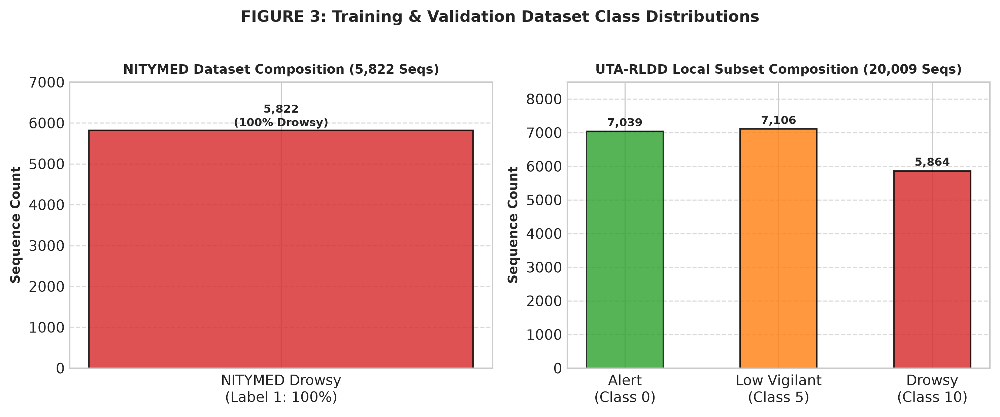 FIGURE 3: Training & Validation Dataset Class Distributions
NITYMED Dataset Composition (5,822 Seqs)
Sequence Count
7000
6000
5000
4000
3000
2000
1000
0
5,822
(100% Drowsy)
NITYMED Drowsy
(Label 1: 100%)
UTA-RLDD Local Subset Composition (20,009 Seqs)
Sequence Count
8000
7000
6000
5000
4000
3000
2000
1000
0
7,039
7,106
5,864
Alert
(Class 0)
Low Vigilant
(Class 5)
Drowsy
(Class 10)